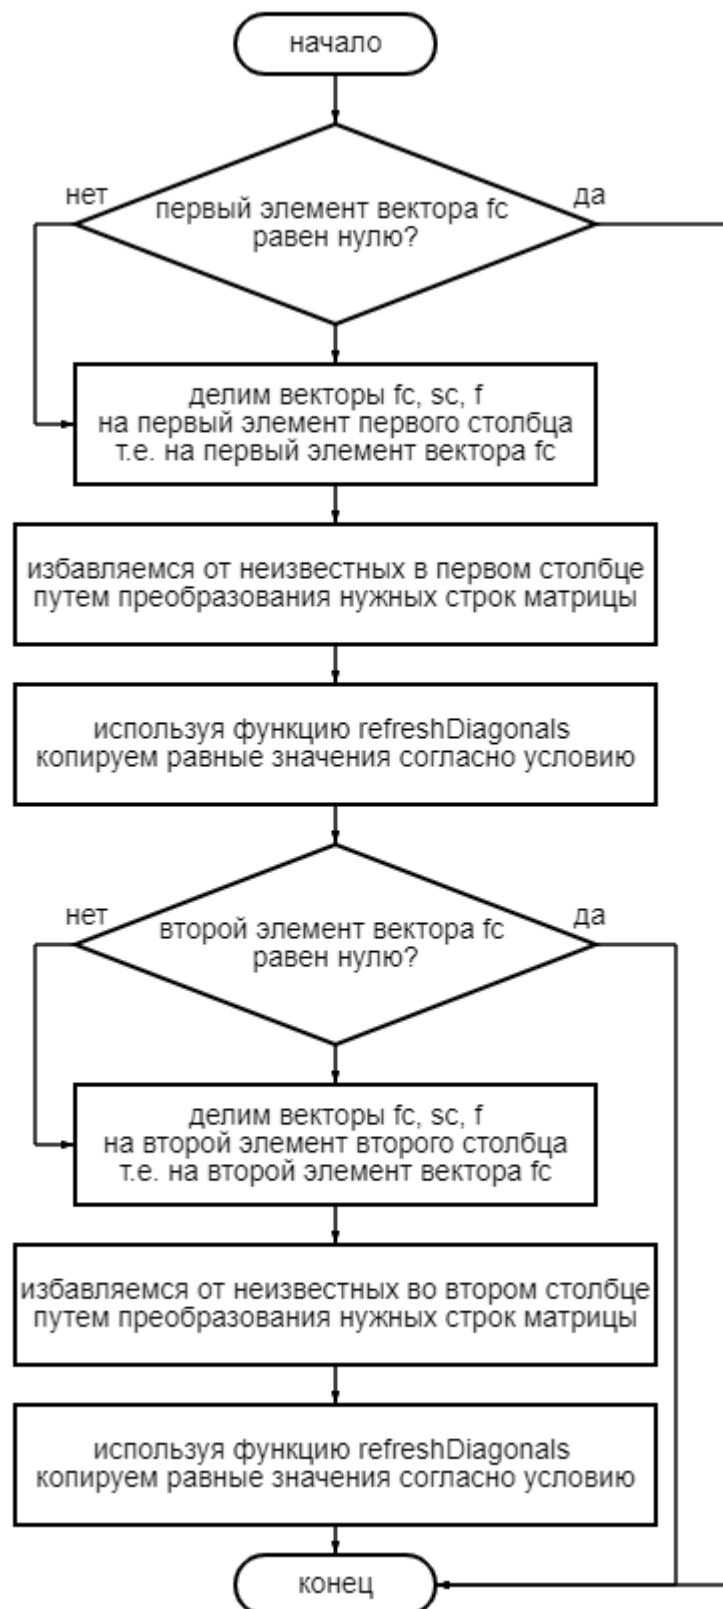 начало
нет
да
первый элемент вектора fc
равен нулю?
делим векторы fc, sc, f
на первый элемент первого столбца
т.е. на первый элемент вектора fc
избавляемся от неизвестных в первом столбце
путем преобразования нужных строк матрицы
используя функцию refreshDiagonals
копируем равные значения согласно условию
нет
да
второй элемент вектора fc
равен нулю?
делим векторы fc, sc, f
на второй элемент второго столбца
т.е. на второй элемент вектора fc
избавляемся от неизвестных во втором столбце
путем преобразования нужных строк матрицы
используя функцию refreshDiagonals
копируем равные значения согласно условию
конец